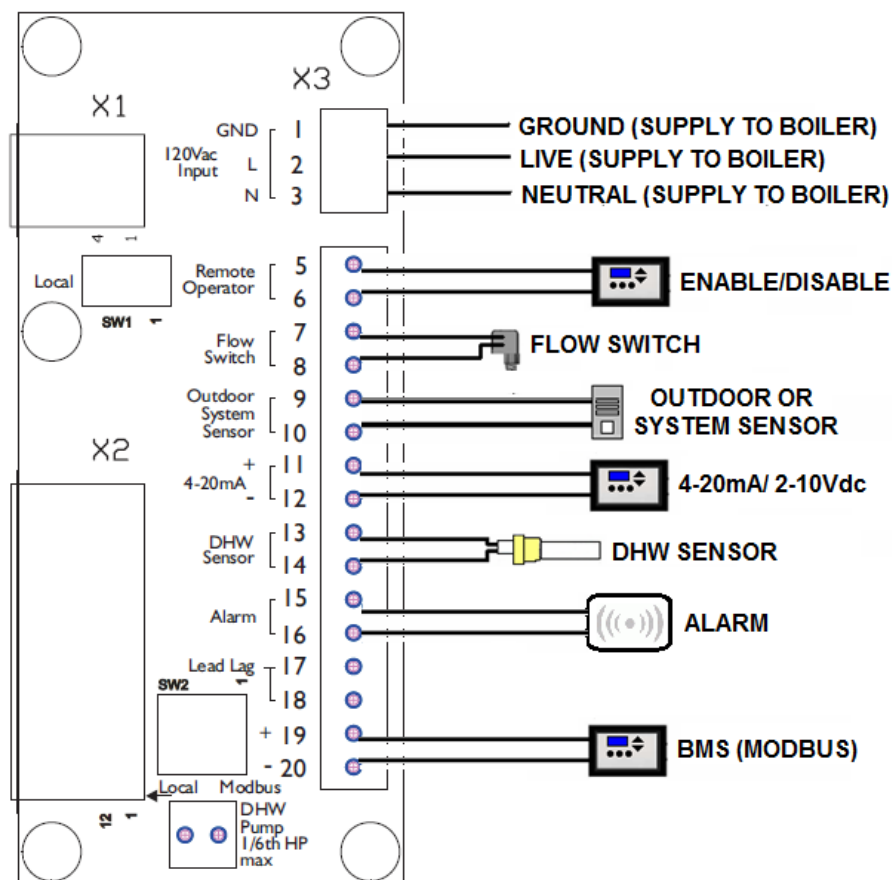 X3
X1
GND 1 GROUND (SUPPLY TO BOILER)
120Vac
Input
L 2 LIVE (SUPPLY TO BOILER)
N 3 NEUTRAL (SUPPLY TO BOILER)
4 1
Local
SW1 1
Remote
Operator
5
6
ENABLE/DISABLE
Flow
Switch
7
8
FLOW SWITCH
Outdoor
System
Sensor
9
10
OUTDOOR OR
SYSTEM SENSOR
X2
+ 11
4-20mA
- 12
4-20mA/ 2-10Vdc
DHW
Sensor
13
14
DHW SENSOR
Alarm
15
16
ALARM
Lead Lag
17
18
SW2 1
+ 19
- 20
BMS (MODBUS)
Local Modbus
12 1
DHW
Pump
1/6th HP
max